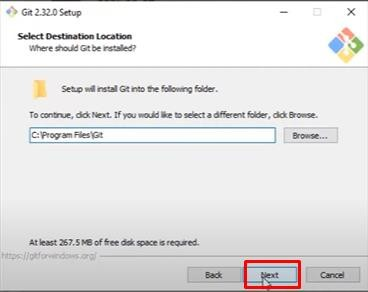 Git 2.32.0 Setup
Select Destination Location
Where should Git be installed?
Setup will install Git into the following folder.
To continue, click Next. If you would like to select a different folder, click Browse.
C:\Program Files\Git
Browse...
At least 267.5 MB of free disk space is required.
https://gitforwindows.org/
Back
Next
Cancel